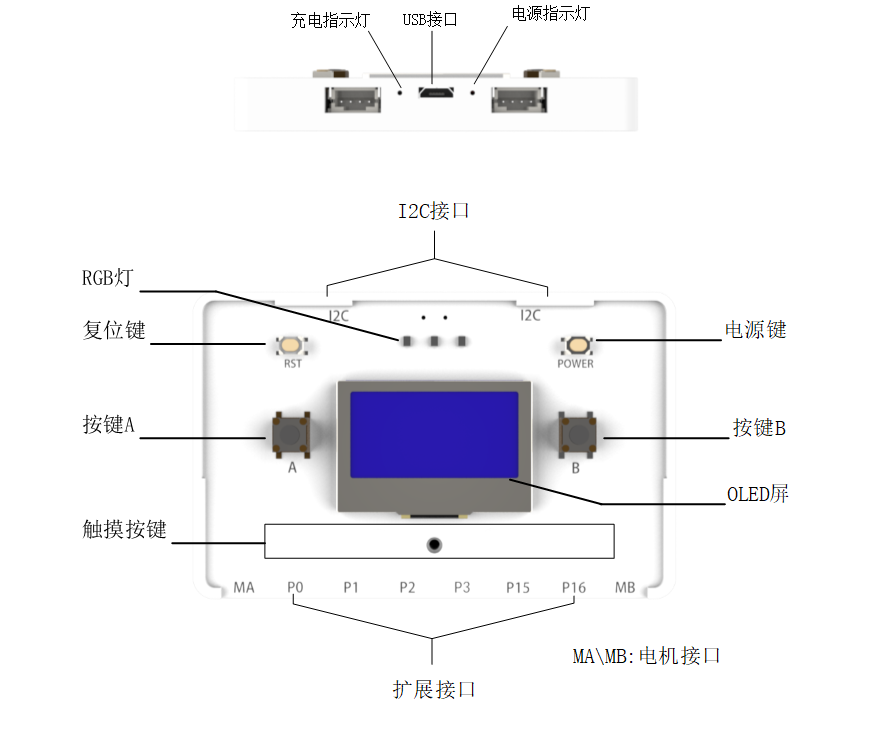 充电指示灯 USB接口 电源指示灯
I2C接口
RGB灯
I2C I2C
复位键 电源键
RST POWER
按键A 按键B
A B
OLED屏
触摸按键
MA P0 P1 P2 P3 P15 P16 MB
MA\MB:电机接口
扩展接口